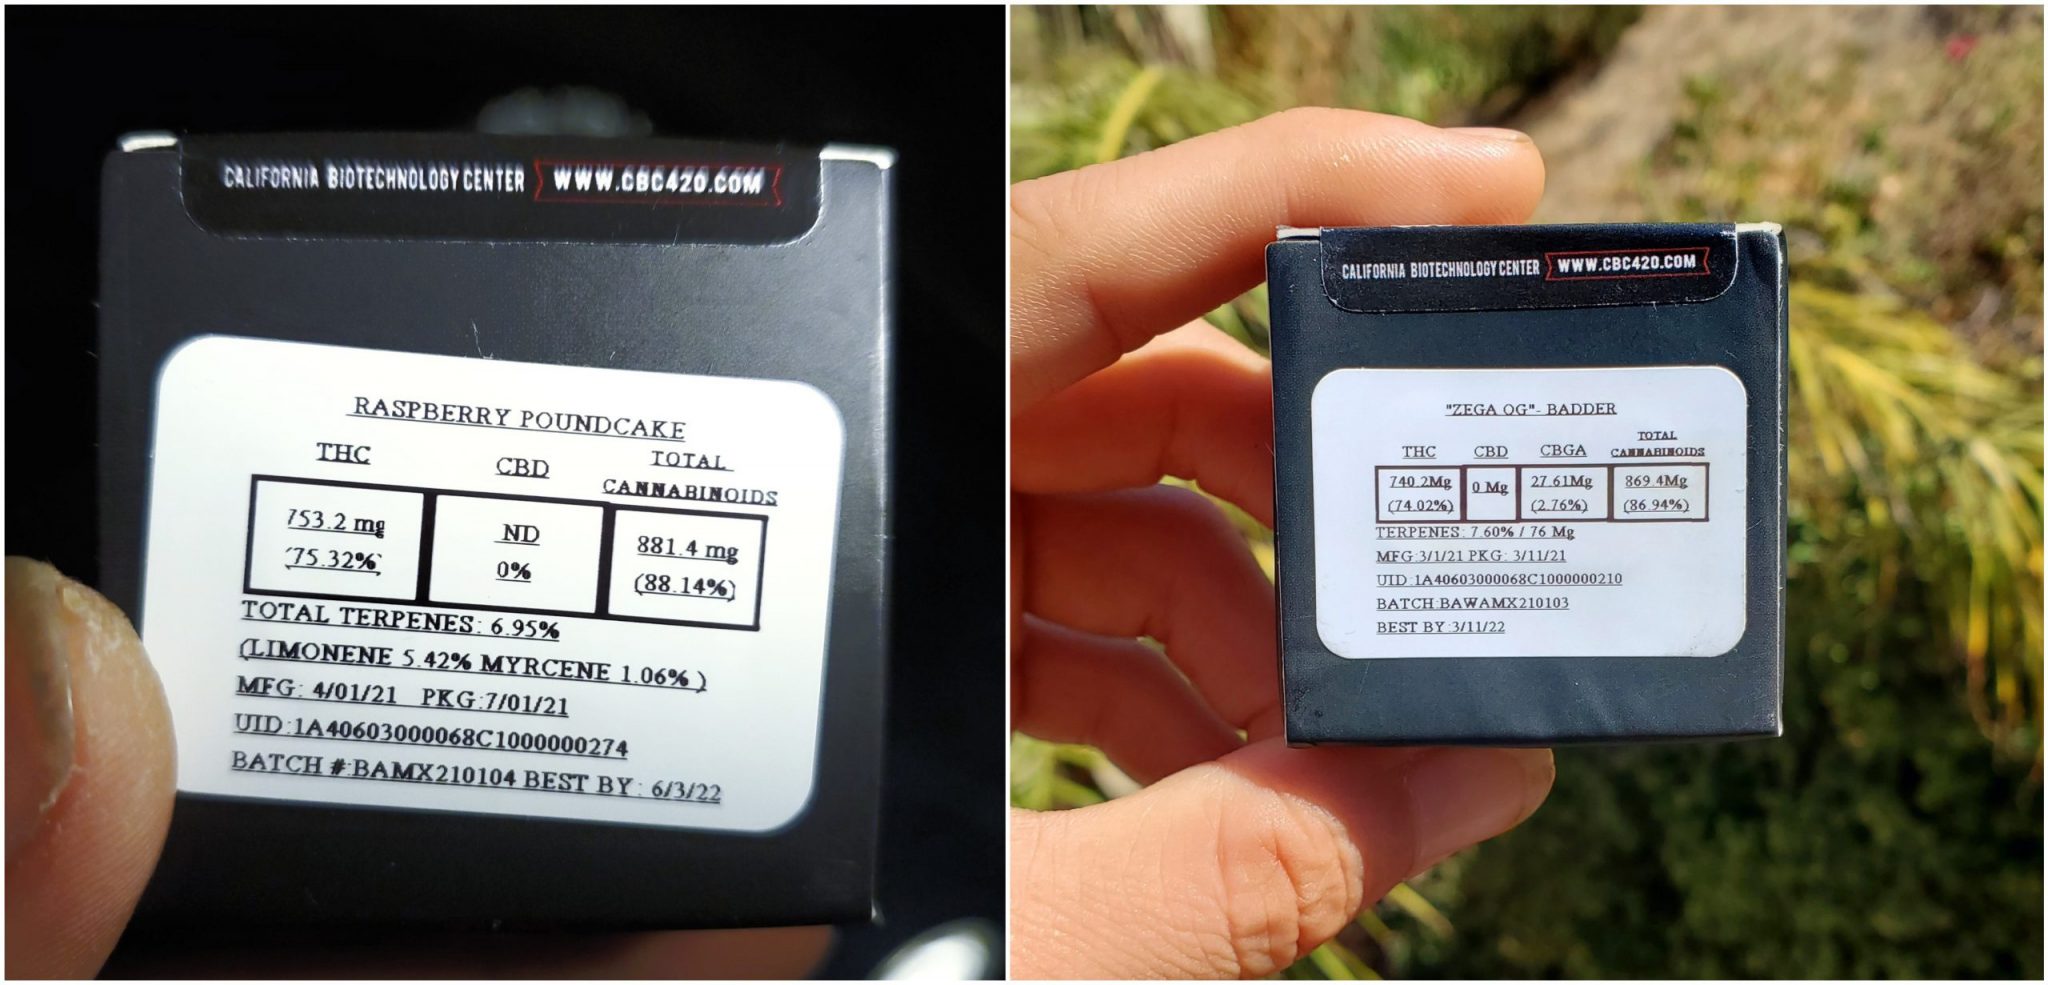 CALIFORNIA BIOTECHNOLOGY CENTER WWW.CBC420.COM
RASPBERRY POUNDCAKE
THC CBD TOTAL CANNABINOIDS
753.2 mg ND 881.4 mg
(75.32%) 0% (88.14%)
TOTAL TERPENES: 6.95%
(LIMONENE 5.42% MYRCENE 1.06% )
MFG: 4/01/21 PKG:7/01/21
UID:1A40603000068C1000000274
BATCH #:BAMX210104 BEST BY: 6/3/22
CALIFORNIA BIOTECHNOLOGY CENTER WWW.CBC420.COM
"ZEGA OG"- BADDER
THC CBD CBGA TOTAL CANNABINOIDS
740.2Mg 0 Mg 27.61Mg 869.4Mg
(74.02%) (2.76%) (86.94%)
TERPENES: 7.60% / 76 Mg
MFG:3/1/21 PKG: 3/11/21
UID:1A40603000068C1000000210
BATCH:BAWAMX210103
BEST BY:3/11/22